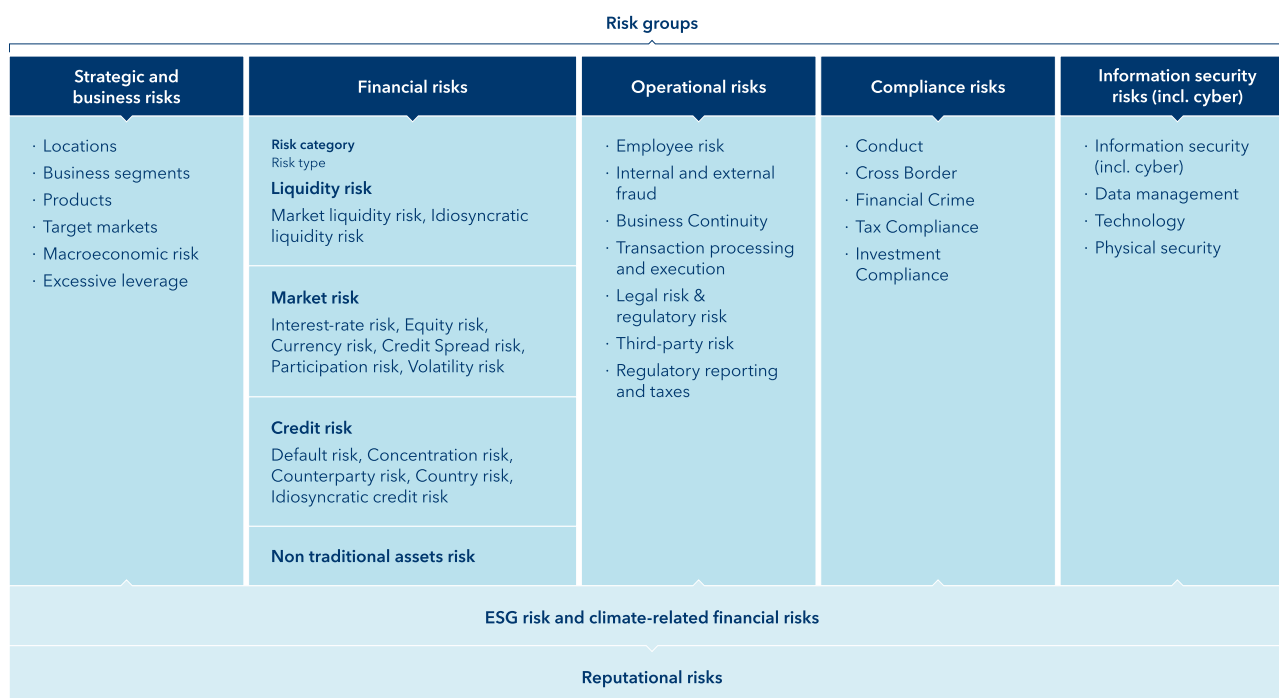 Risk groups
Strategic and
business risks
· Locations
· Business segments
· Products
· Target markets
· Macroeconomic risk
· Excessive leverage
Financial risks
Risk category
Risk type
Liquidity risk
Market liquidity risk, Idiosyncratic
liquidity risk
Market risk
Interest-rate risk, Equity risk,
Currency risk, Credit Spread risk,
Participation risk, Volatility risk
Credit risk
Default risk, Concentration risk,
Counterparty risk, Country risk,
Idiosyncratic credit risk
Non traditional assets risk
Operational risks
· Employee risk
· Internal and external
fraud
· Business Continuity
· Transaction processing
and execution
· Legal risk &
regulatory risk
· Third-party risk
· Regulatory reporting
and taxes
Compliance risks
· Conduct
· Cross Border
· Financial Crime
· Tax Compliance
· Investment
Compliance
Information security
risks (incl. cyber)
· Information security
(incl. cyber)
· Data management
· Technology
· Physical security
ESG risk and climate-related financial risks
Reputational risks